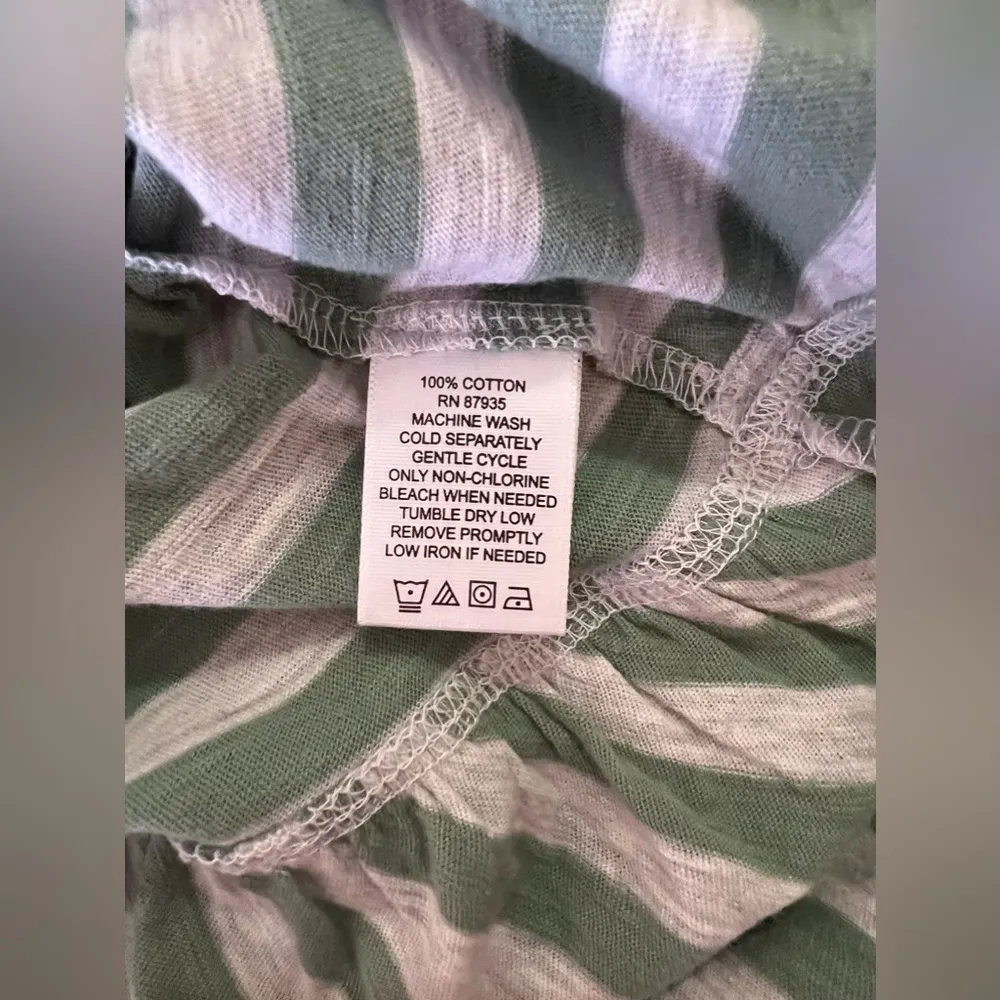 100% COTTON
RN 87935
MACHINE WASH
COLD SEPARATELY
GENTLE CYCLE
ONLY NON-CHLORINE
BLEACH WHEN NEEDED
TUMBLE DRY LOW
REMOVE PROMPTLY
LOW IRON IF NEEDED